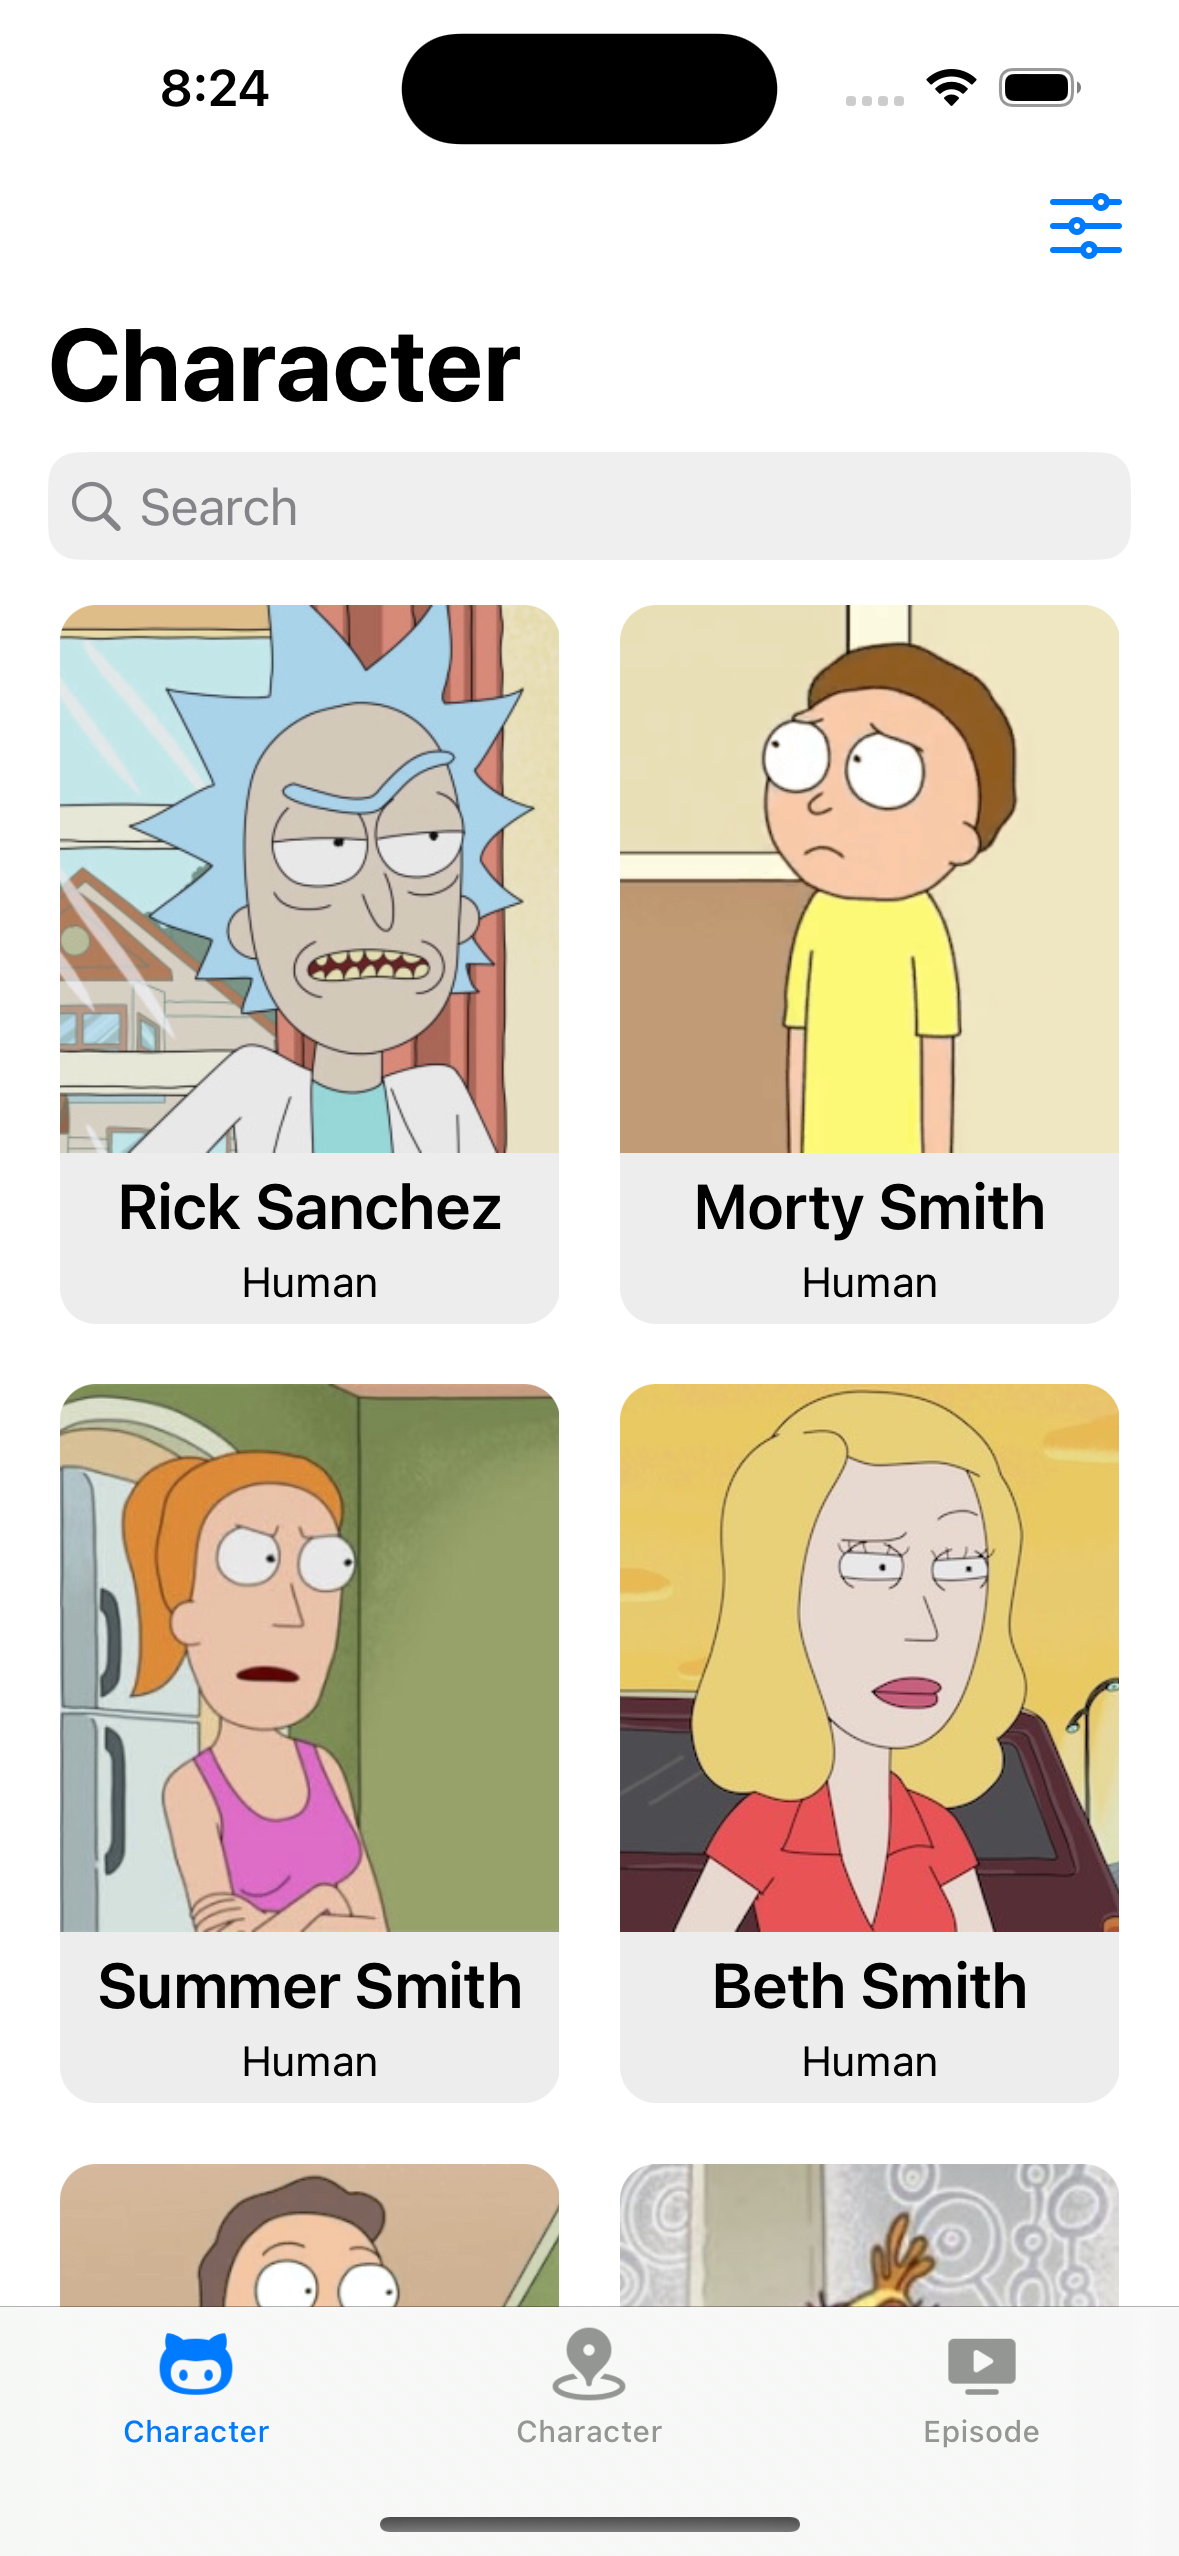 8:24
Character
Search
Rick Sanchez
Human
Morty Smith
Human
Summer Smith
Human
Beth Smith
Human
Character
Character
Episode